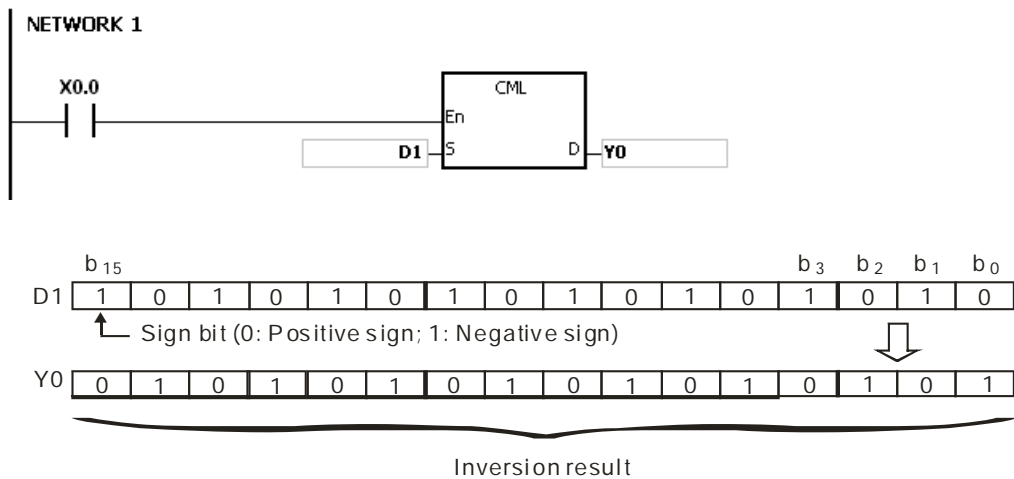 NETWORK 1
X0.0
CML
En
D1 S D Y0
b15 b3 b2 b1 b0
D1 1 0 1 0 1 0 1 0 1 0 1 0 1 0 1 0
Sign bit (0: Positive sign; 1: Negative sign)
Y0 0 1 0 1 0 1 0 1 0 1 0 1 0 1 0 1
Inversion result